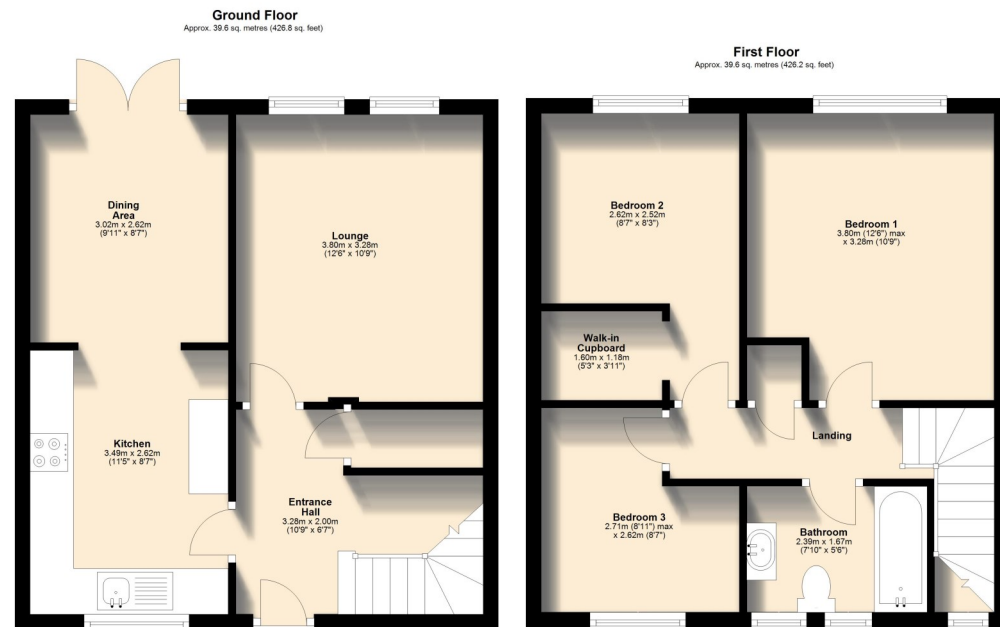 Ground Floor
Approx. 39.6 sq. metres (426.8 sq. feet)
Dining
Area
3.02m x 2.62m
(9'11" x 8'7")
Lounge
3.80m x 3.28m
(12'6" x 10'9")
Kitchen
3.49m x 2.62m
(11'5" x 8'7")
Entrance
Hall
3.28m x 2.00m
(10'9" x 6'7")
First Floor
Approx. 39.6 sq. metres (426.2 sq. feet)
Bedroom 2
2.62m x 2.52m
(8'7" x 8'3")
Bedroom 1
3.80m (12'6") max
x 3.28m (10'9")
Walk-in
Cupboard
1.60m x 1.18m
(5'3" x 3'11")
Landing
Bedroom 3
2.71m (8'11") max
x 2.62m (8'7")
Bathroom
2.39m x 1.67m
(7'10" x 5'6")